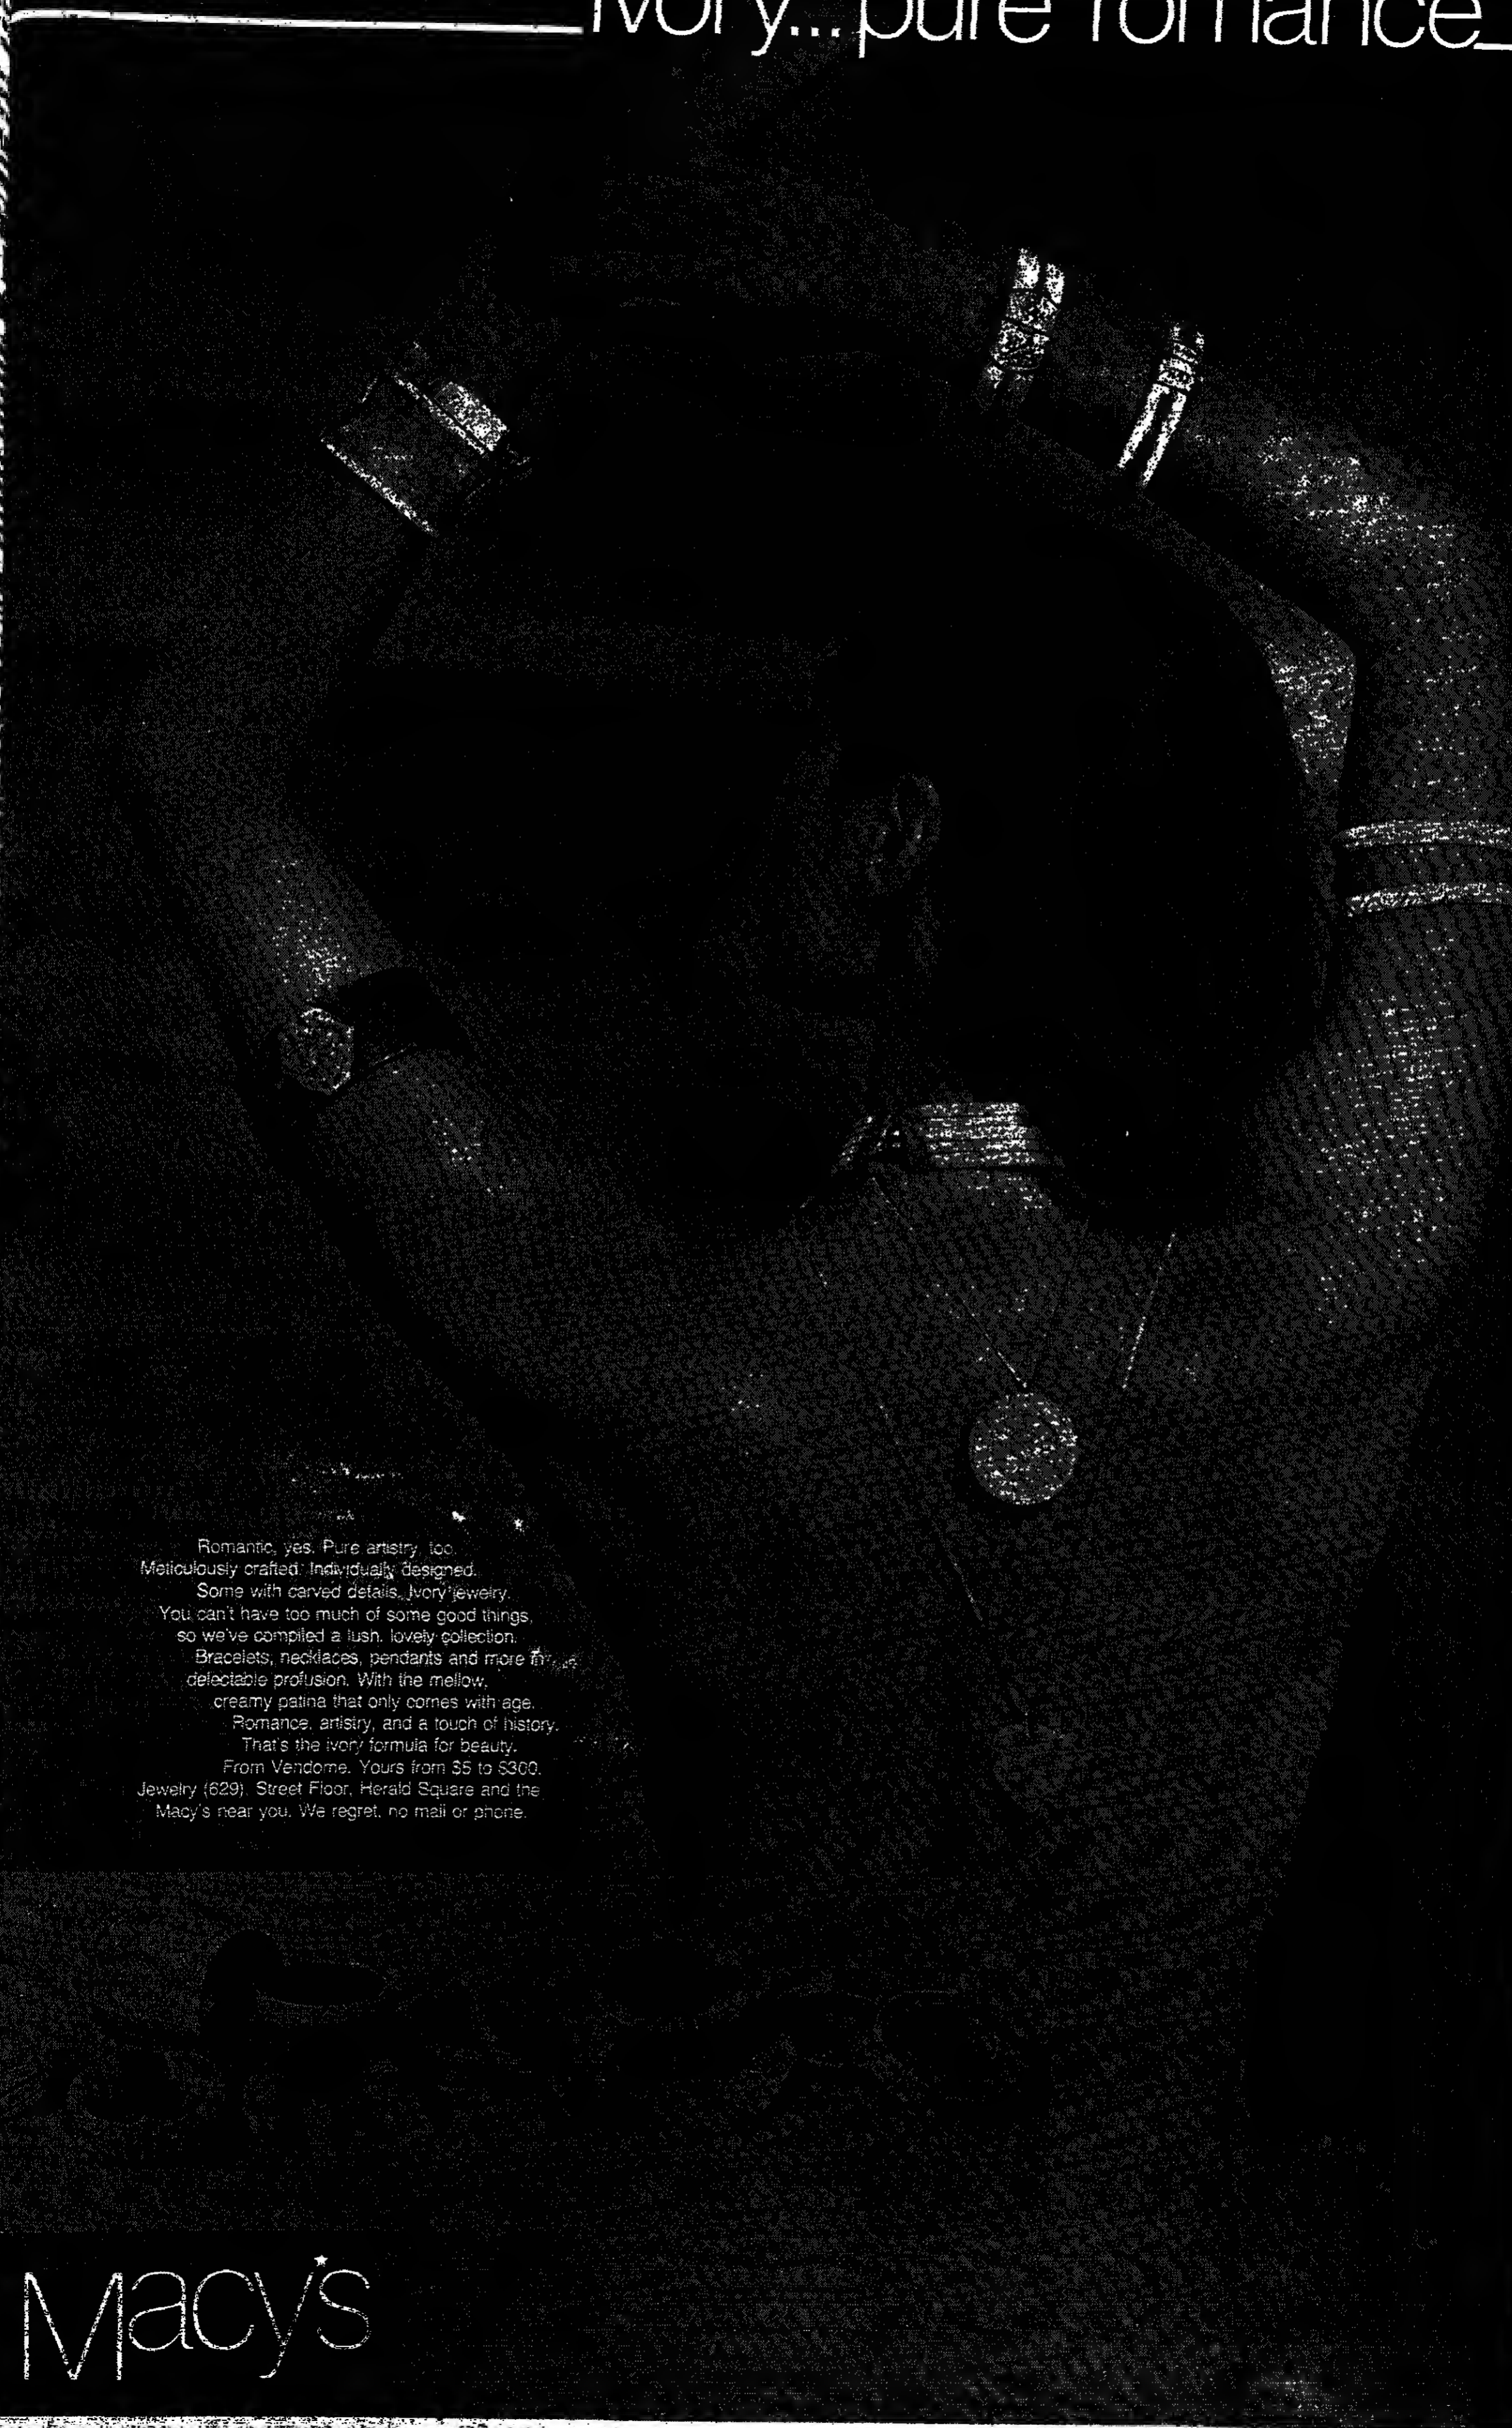 ivory... pure romance
Romantic, yes. Pure artistry, too.
Meticulously crafted. Individually designed.
Some with carved details. Ivory jewelry.
You can't have too much of some good things,
so we've compiled a lush, lovely collection.
Bracelets, necklaces, pendants and more in
delectable profusion. With the mellow,
creamy patina that only comes with age.
Romance, artistry, and a touch of history.
That's the ivory formula for beauty.
From Vendome. Yours from $5 to $300.
Jewelry (629), Street Floor, Herald Square and the
Macy's near you. We regret, no mail or phone.
Macy's